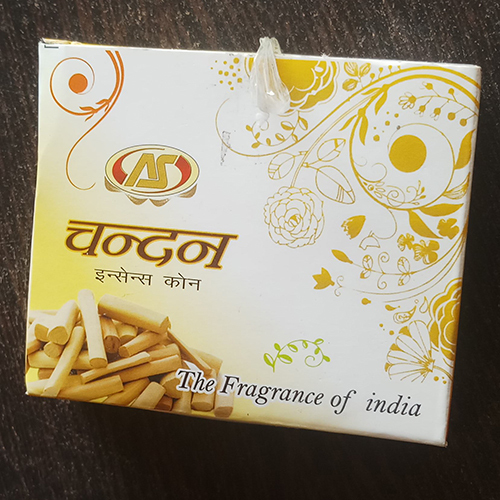 AS
चन्दन
इन्सेन्स कोन
The Fragrance of india